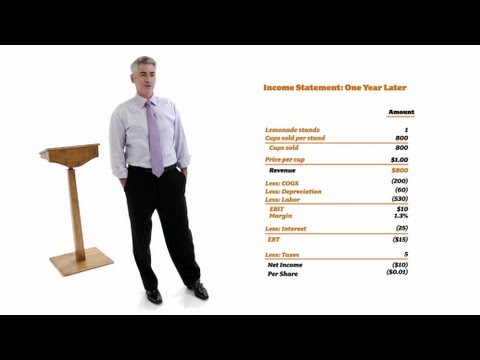 Income Statement: One Year Later
Amount
Lemonade stands 1
Cups sold per stand 800
Cups sold 800
Price per cup $1.00
Revenue $800
Less: COGS (200)
Less: Depreciation (60)
Less: Labor (530)
EBIT $10
Margin 1.3%
Less: Interest (25)
EBT ($15)
Less: Taxes 5
Net Income ($10)
Per Share ($0.01)